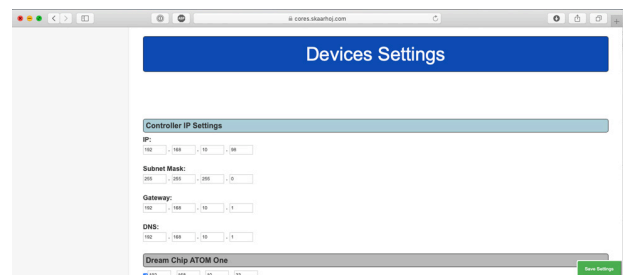 cores.skaarhoj.com
Devices Settings
Controller IP Settings
IP:
192 . 168 . 10 . 99
Subnet Mask:
255 . 255 . 255 . 0
Gateway:
192 . 168 . 10 . 1
DNS:
192 . 168 . 10 . 1
Dream Chip ATOM One
Save Settings